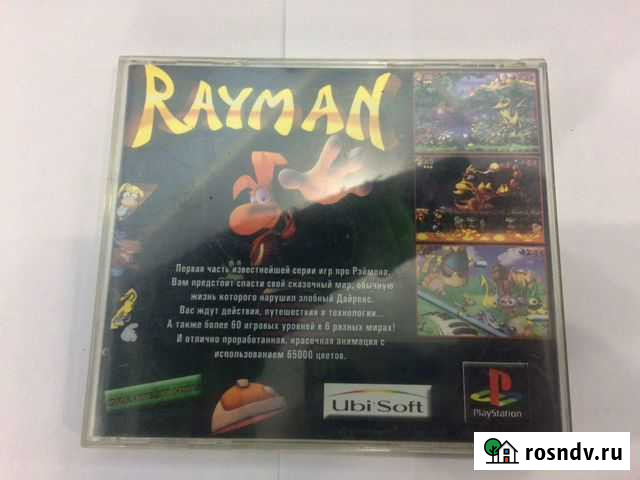 RAYMAN
Первая часть известнейшей серии игр про Рэймена,
Вам предстоит спасти свой сказочный мир, обычную
жизнь которого нарушил злобный Дайрекс.
Вас ждут действия, путешествия и технологии...
А также более 60 игровых уровней в 6 разных мирах!
И отлично проработанная, красочная анимация с
использованием 65000 цветов.
Ubi Soft
PlayStation
rosndv.ru